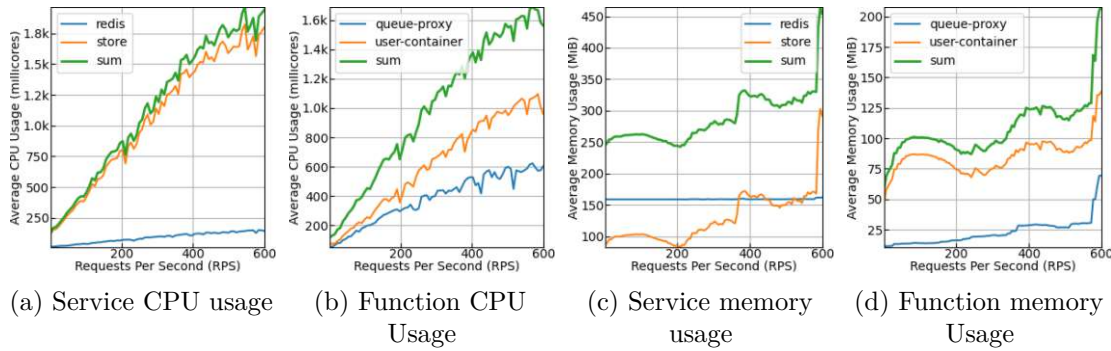 redis
store
sum
1.8k
1.5k
1.2k
750
500
250
200
400
600
Average CPU Usage (millicores)
Requests Per Second (RPS)
(a) Service CPU usage
queue-proxy
user-container
sum
1.6k
1.4k
1.2k
1.0k
800
600
400
200
200
400
600
Average CPU Usage (millicores)
Requests Per Second (RPS)
(b) Function CPU
Usage
redis
store
sum
450
400
350
300
250
200
150
100
200
400
600
Average Memory Usage (MiB)
Requests Per Second (RPS)
(c) Service memory
usage
queue-proxy
user-container
sum
200
175
150
125
100
75
50
25
200
400
600
Average Memory Usage (MiB)
Requests Per Second (RPS)
(d) Function memory
Usage